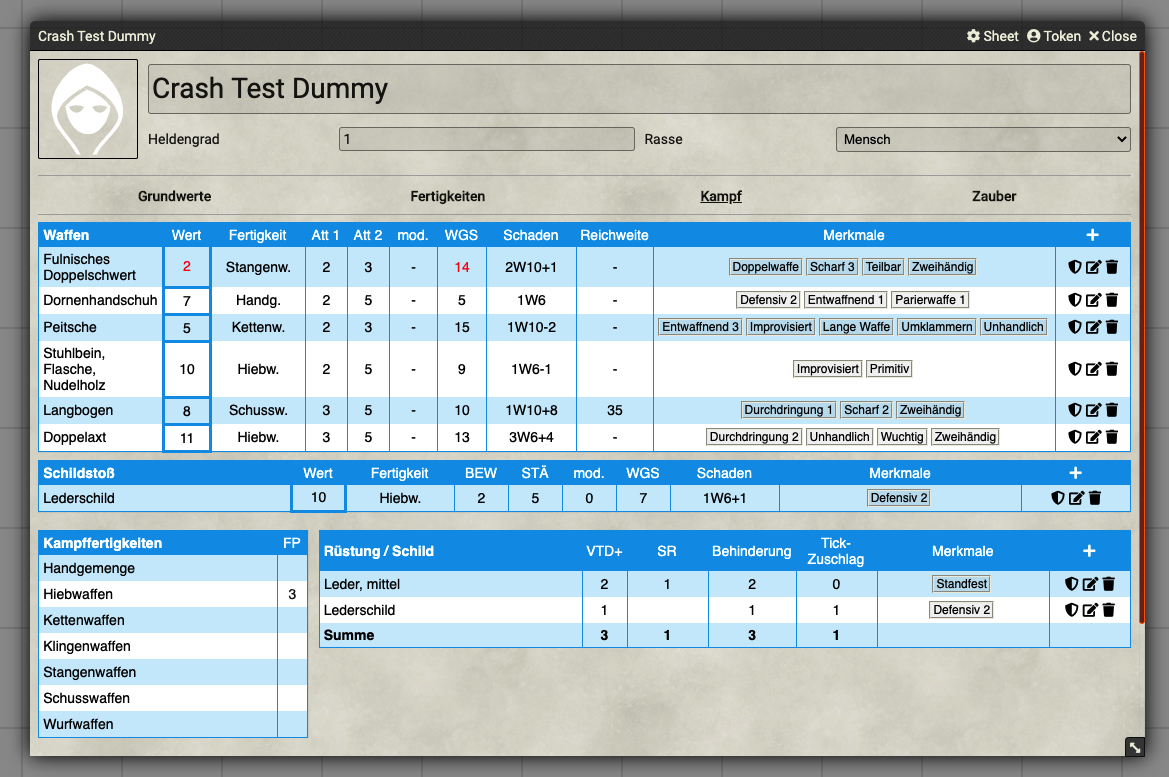 Crash Test Dummy Sheet Token Close
Crash Test Dummy
Heldengrad 1 Rasse Mensch
Grundwerte Fertigkeiten Kampf Zauber
Waffen Wert Fertigkeit Att 1 Att 2 mod. WGS Schaden Reichweite Merkmale +
Fulnisches
Doppelschwert 2 Stangenw. 2 3 - 14 2W10+1 - Doppelwaffe Scharf 3 Teilbar Zweihändig
Dornenhandschuh 7 Handg. 2 5 - 5 1W6 - Defensiv 2 Entwaffnend 1 Parierwaffe 1
Peitsche 5 Kettenw. 2 3 - 15 1W10-2 - Entwaffnend 3 Improvisiert Lange Waffe Umklammern Unhandlich
Stuhlbein,
Flasche,
Nudelholz 10 Hiebw. 2 5 - 9 1W6-1 - Improvisiert Primitiv
Langbogen 8 Schussw. 3 5 - 10 1W10+8 35 Durchdringung 1 Scharf 2 Zweihändig
Doppelaxt 11 Hiebw. 3 5 - 13 3W6+4 - Durchdringung 2 Unhandlich Wuchtig Zweihändig
Schildstoß Wert Fertigkeit BEW STÄ mod. WGS Schaden Merkmale +
Lederschild 10 Hiebw. 2 5 0 7 1W6+1 Defensiv 2
Kampffertigkeiten FP
Handgemenge
Hiebwaffen 3
Kettenwaffen
Klingenwaffen
Stangenwaffen
Schusswaffen
Wurfwaffen
Rüstung / Schild VTD+ SR Behinderung Tick-
Zuschlag Merkmale +
Leder, mittel 2 1 2 0 Standfest
Lederschild 1 1 1 Defensiv 2
Summe 3 1 3 1